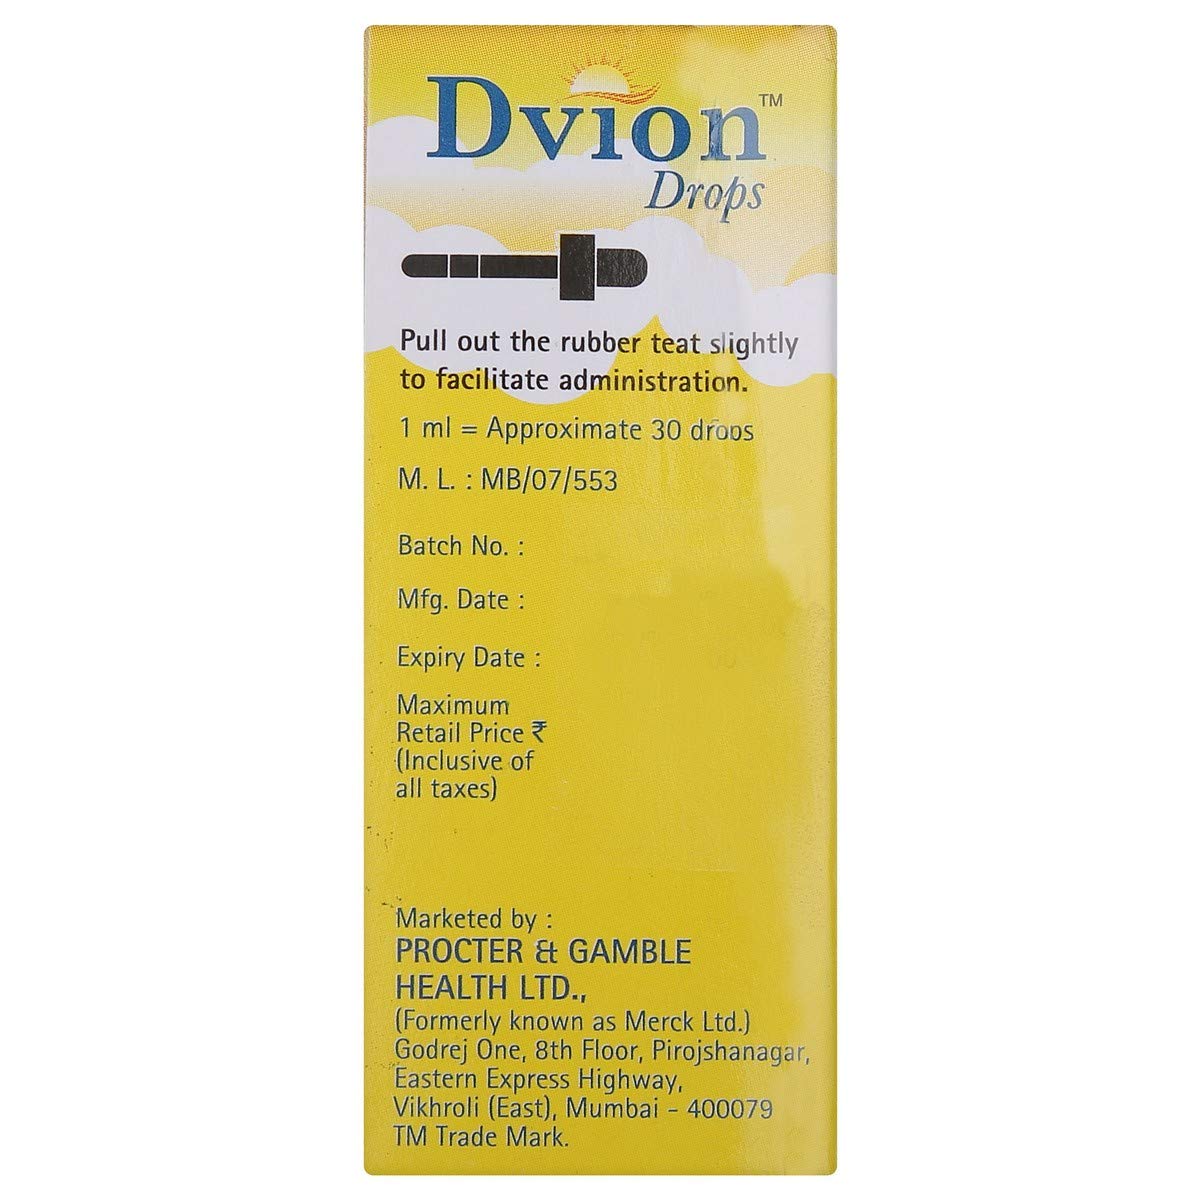 Dvion™
Drops
Pull out the rubber teat slightly
to facilitate administration.
1 ml = Approximate 30 drops
M. L. : MB/07/553
Batch No. :
Mfg. Date :
Expiry Date :
Maximum
Retail Price ₹
(Inclusive of
all taxes)
Marketed by :
PROCTER & GAMBLE
HEALTH LTD.,
(Formerly known as Merck Ltd.)
Godrej One, 8th Floor, Pirojshanagar,
Eastern Express Highway,
Vikhroli (East), Mumbai - 400079
TM Trade Mark.